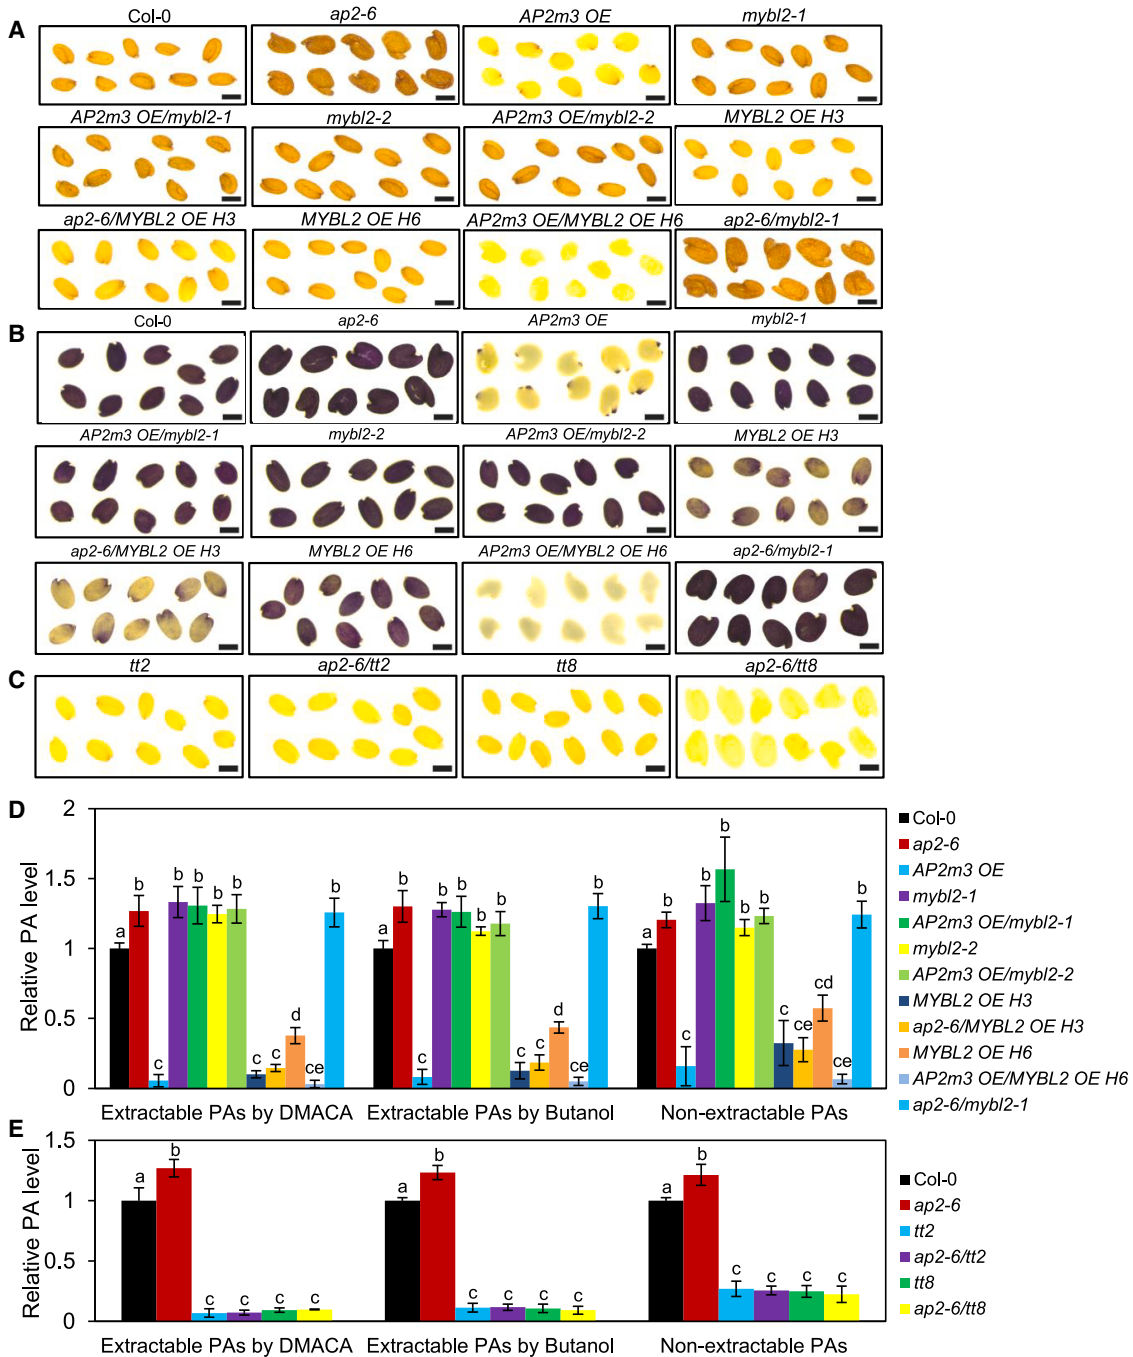 A
Col-0 ap2-6 AP2m3 OE mybl2-1
AP2m3 OE/mybl2-1 mybl2-2 AP2m3 OE/mybl2-2 MYBL2 OE H3
ap2-6/MYBL2 OE H3 MYBL2 OE H6 AP2m3 OE/MYBL2 OE H6 ap2-6/mybl2-1
B
Col-0 ap2-6 AP2m3 OE mybl2-1
AP2m3 OE/mybl2-1 mybl2-2 AP2m3 OE/mybl2-2 MYBL2 OE H3
ap2-6/MYBL2 OE H3 MYBL2 OE H6 AP2m3 OE/MYBL2 OE H6 ap2-6/mybl2-1
C
tt2 ap2-6/tt2 tt8 ap2-6/tt8
D
Relative PA level
2
1.5
1
0.5
0
a b c b b b b c c d ce b
a b c b b b b c c d ce b
a b c b b b b c ce cd ce b
Extractable PAs by DMACA Extractable PAs by Butanol Non-extractable PAs
Col-0
ap2-6
AP2m3 OE
mybl2-1
AP2m3 OE/mybl2-1
mybl2-2
AP2m3 OE/mybl2-2
MYBL2 OE H3
ap2-6/MYBL2 OE H3
MYBL2 OE H6
AP2m3 OE/MYBL2 OE H6
ap2-6/mybl2-1
E
Relative PA level
1.5
1
0.5
0
a b c c c c
a b c c c c
a b c c c c
Extractable PAs by DMACA Extractable PAs by Butanol Non-extractable PAs
Col-0
ap2-6
tt2
ap2-6/tt2
tt8
ap2-6/tt8